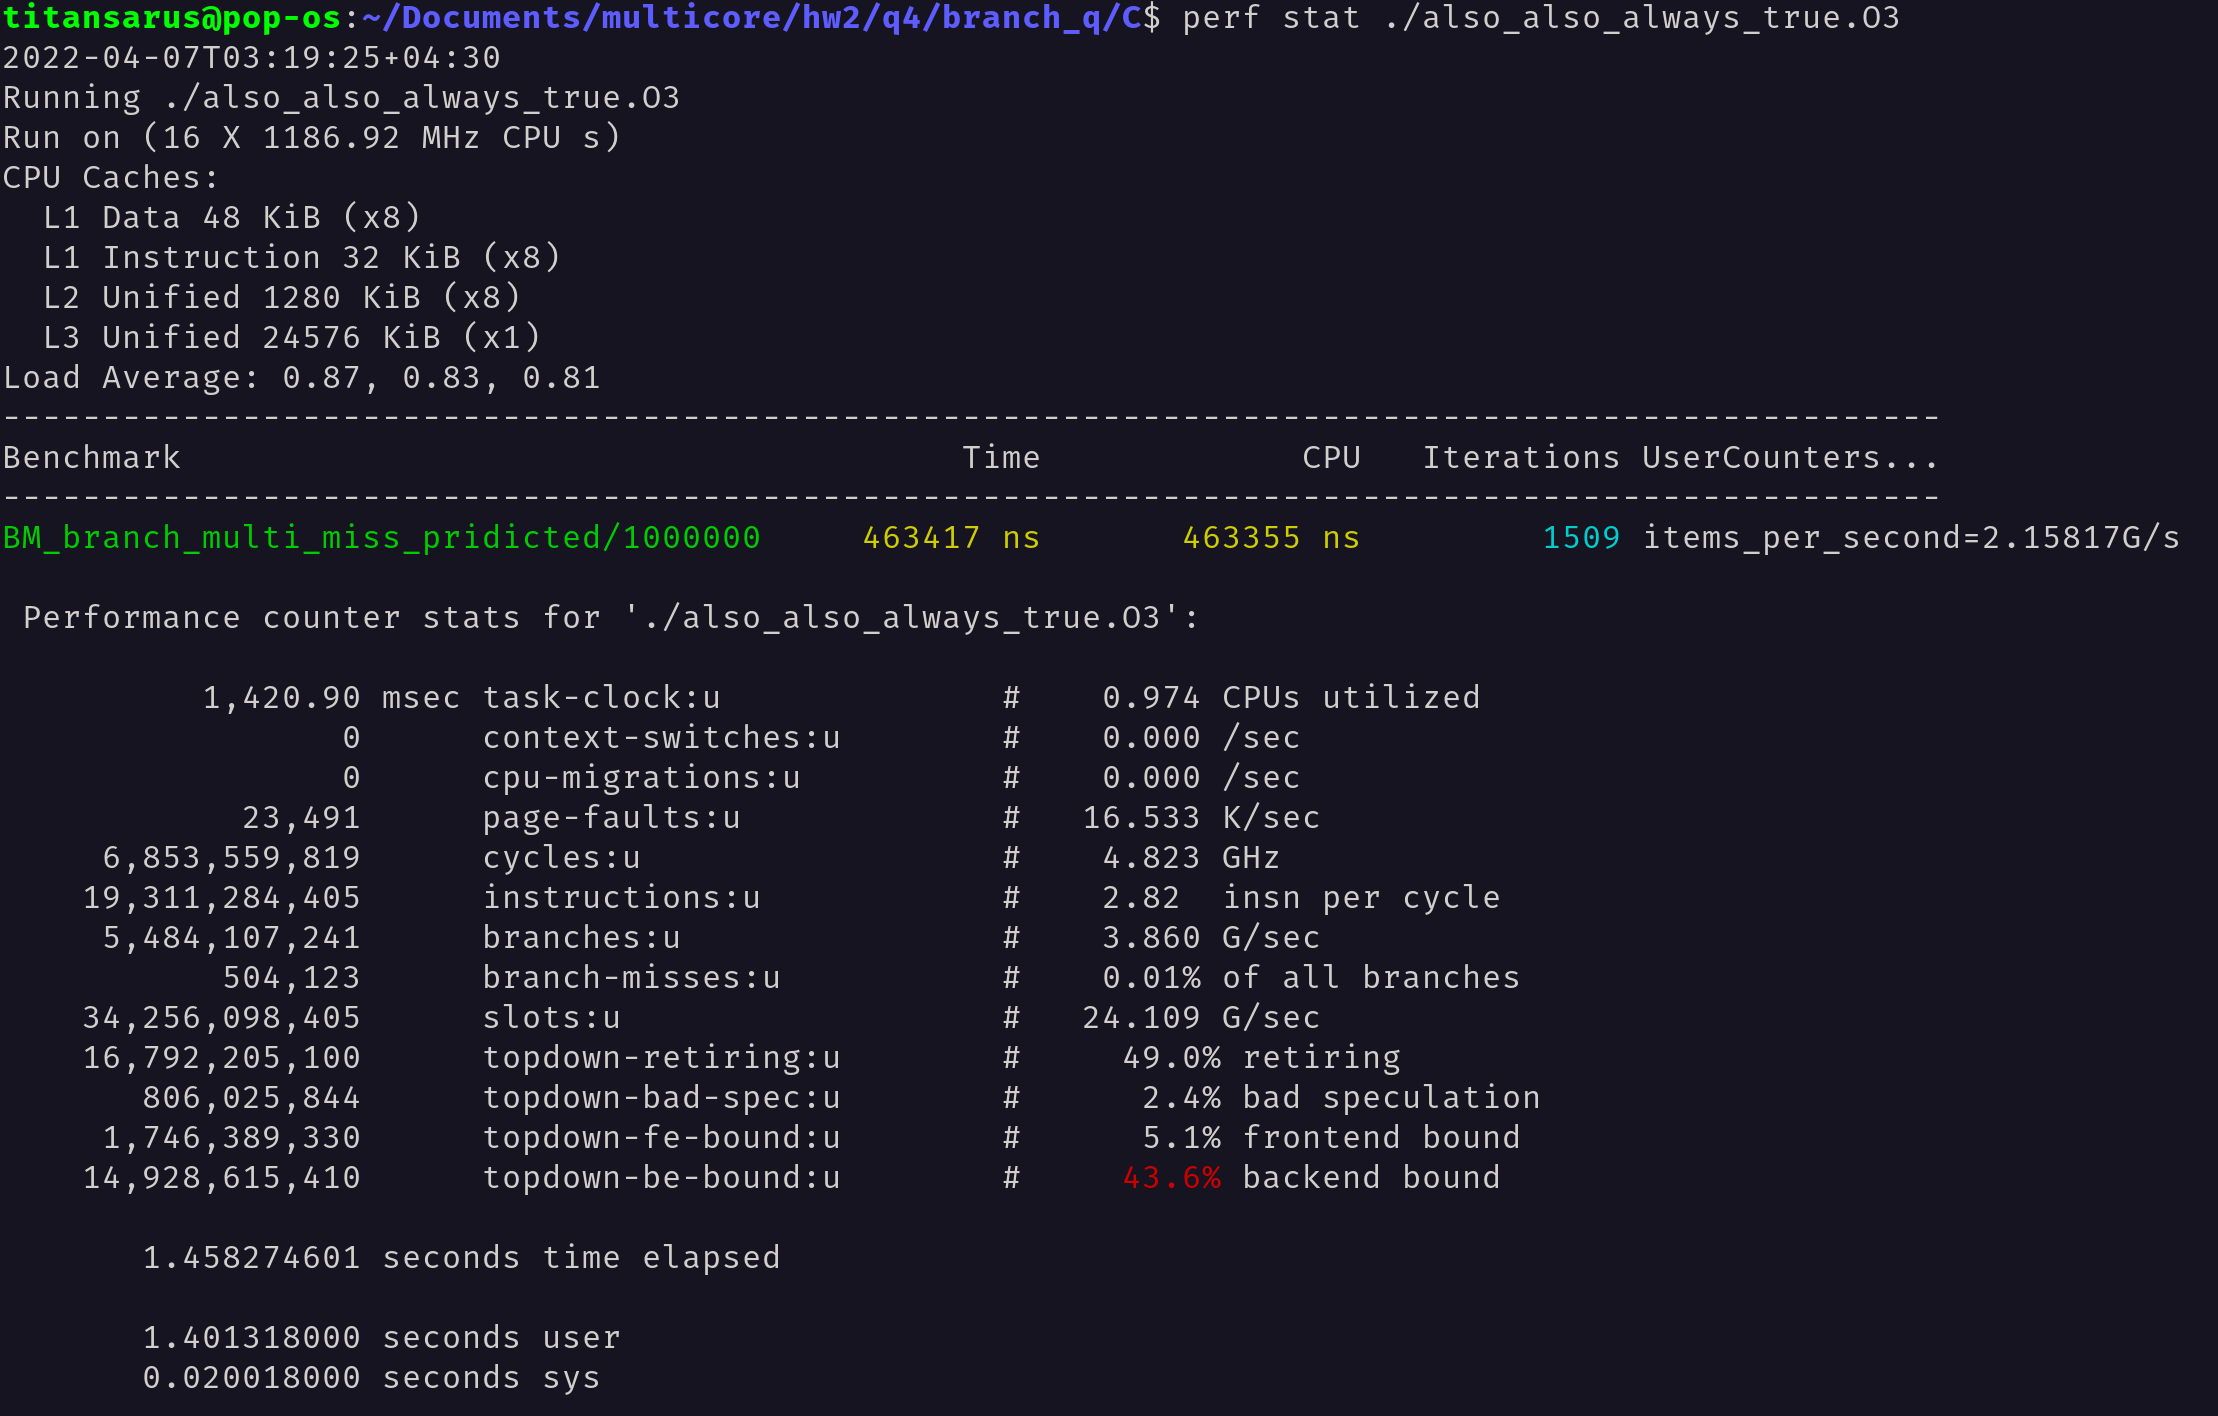 titansarus@pop-os:~/Documents/multicore/hw2/q4/branch_q/C$ perf stat ./also_also_always_true.O3
2022-04-07T03:19:25+04:30
Running ./also_also_always_true.O3
Run on (16 X 1186.92 MHz CPU s)
CPU Caches:
  L1 Data 48 KiB (x8)
  L1 Instruction 32 KiB (x8)
  L2 Unified 1280 KiB (x8)
  L3 Unified 24576 KiB (x1)
Load Average: 0.87, 0.83, 0.81
-------------------------------------------------------------------------------------------------
Benchmark                                       Time             CPU   Iterations UserCounters...
-------------------------------------------------------------------------------------------------
BM_branch_multi_miss_pridicted/1000000     463417 ns       463355 ns         1509 items_per_second=2.15817G/s
 Performance counter stats for './also_also_always_true.O3':
          1,420.90 msec task-clock:u              #    0.974 CPUs utilized
                 0      context-switches:u        #    0.000 /sec
                 0      cpu-migrations:u          #    0.000 /sec
            23,491      page-faults:u             #   16.533 K/sec
     6,853,559,819      cycles:u                  #    4.823 GHz
    19,311,284,405      instructions:u            #    2.82  insn per cycle
     5,484,107,241      branches:u                #    3.860 G/sec
           504,123      branch-misses:u           #    0.01% of all branches
    34,256,098,405      slots:u                   #   24.109 G/sec
    16,792,205,100      topdown-retiring:u        #     49.0% retiring
       806,025,844      topdown-bad-spec:u        #      2.4% bad speculation
     1,746,389,330      topdown-fe-bound:u        #      5.1% frontend bound
    14,928,615,410      topdown-be-bound:u        #     43.6% backend bound
       1.458274601 seconds time elapsed
       1.401318000 seconds user
       0.020018000 seconds sys